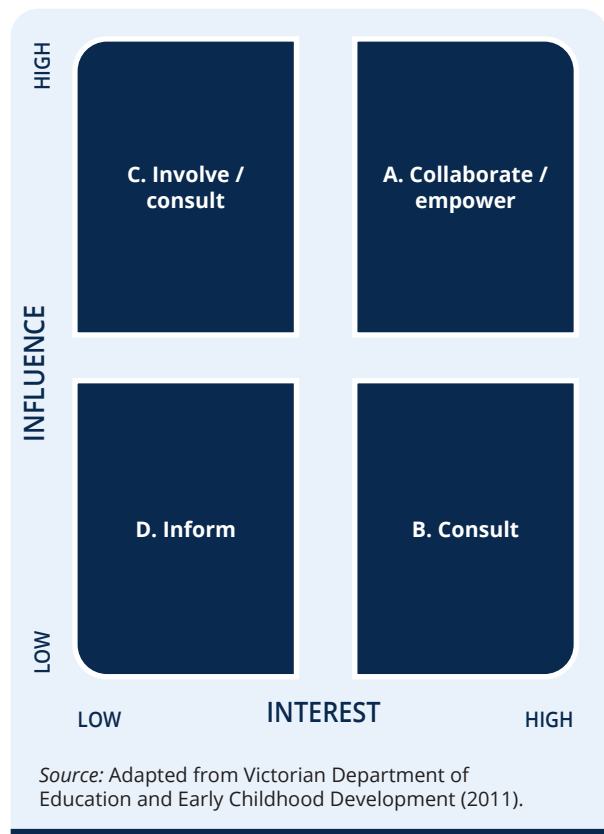 HIGH
C. Involve /
consult
A. Collaborate /
empower
INFLUENCE
D. Inform
B. Consult
LOW
LOW
INTEREST
HIGH
Source: Adapted from Victorian Department of
Education and Early Childhood Development (2011).